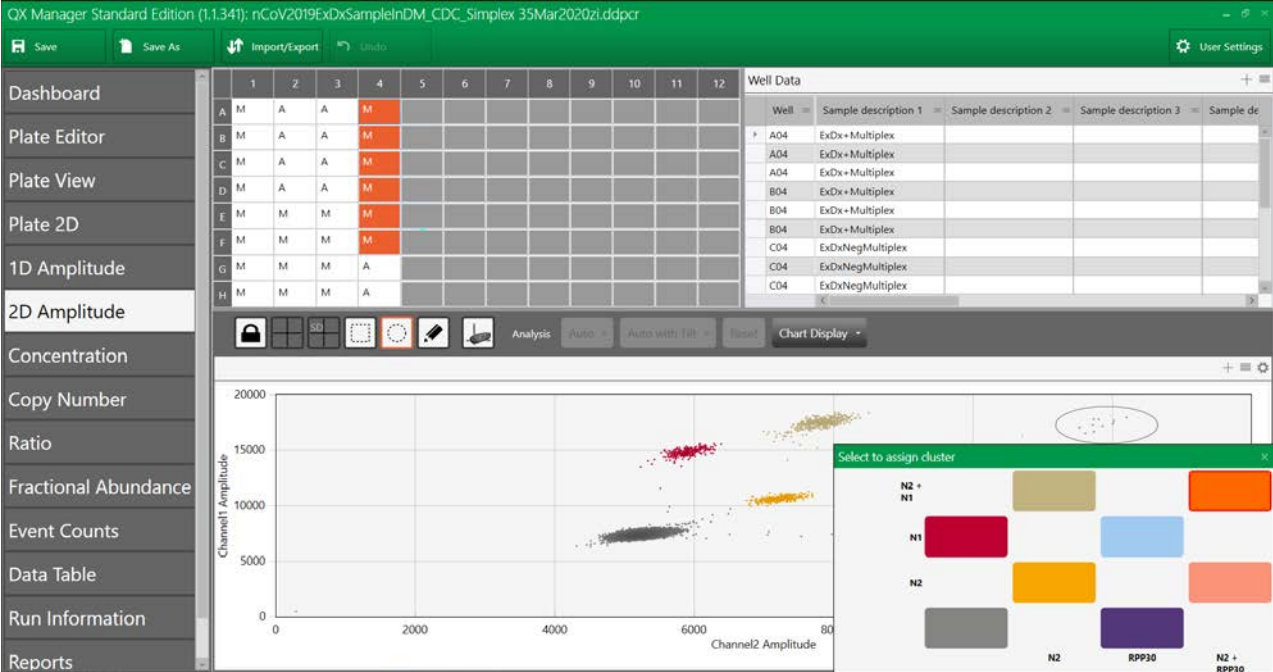 QX Manager Standard Edition (1.1.341): nCoV2019ExDxSampleInDM_CDC_Simplex 35Mar2020zi.ddpcr
Save Save As Import/Export Undo User Settings
Dashboard
Plate Editor
Plate View
Plate 2D
1D Amplitude
2D Amplitude
Concentration
Copy Number
Ratio
Fractional Abundance
Event Counts
Data Table
Run Information
Reports
1 2 3 4 5 6 7 8 9 10 11 12
A M A A M
B M A A M
C M A A M
D M A A M
E M M M M
F M M M M
G M M M A
H M M M A
Well Data
Well Sample description 1 Sample description 2 Sample description 3 Sample de
A04 ExDx+Multiplex
A04 ExDx+Multiplex
A04 ExDx+Multiplex
B04 ExDx+Multiplex
B04 ExDx+Multiplex
B04 ExDx+Multiplex
C04 ExDxNegMultiplex
C04 ExDxNegMultiplex
C04 ExDxNegMultiplex
SD Analysis Auto Auto with Tilt Reset Chart Display
20000
15000
10000
5000
0
Channel1 Amplitude
0 2000 4000 6000 80
Channel2 Amplitude
Select to assign cluster
N2 +
N1
N1
N2
N2 RPP30 N2 +
RPP30